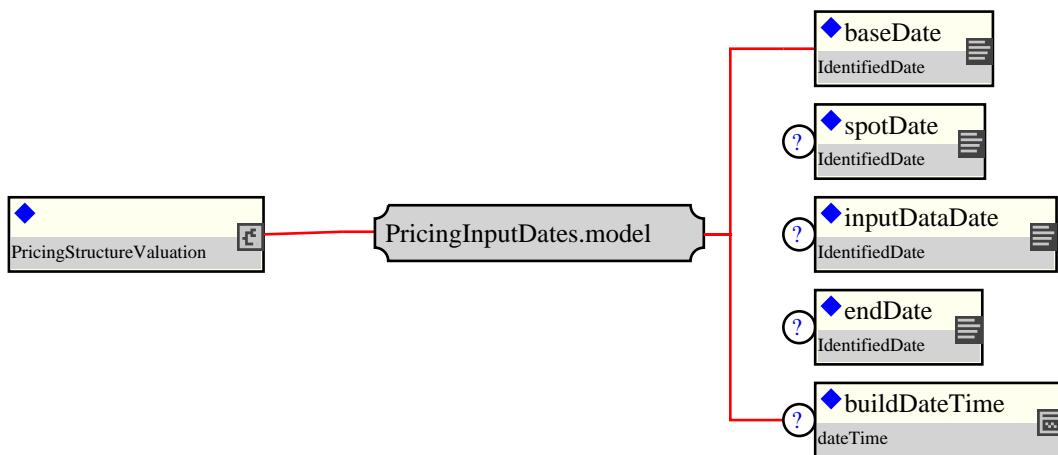 baseDate
IdentifiedDate
?
spotDate
IdentifiedDate
PricingStructureValuation
PricingInputDates.model
?
inputDataDate
IdentifiedDate
?
endDate
IdentifiedDate
?
buildDateTime
dateTime